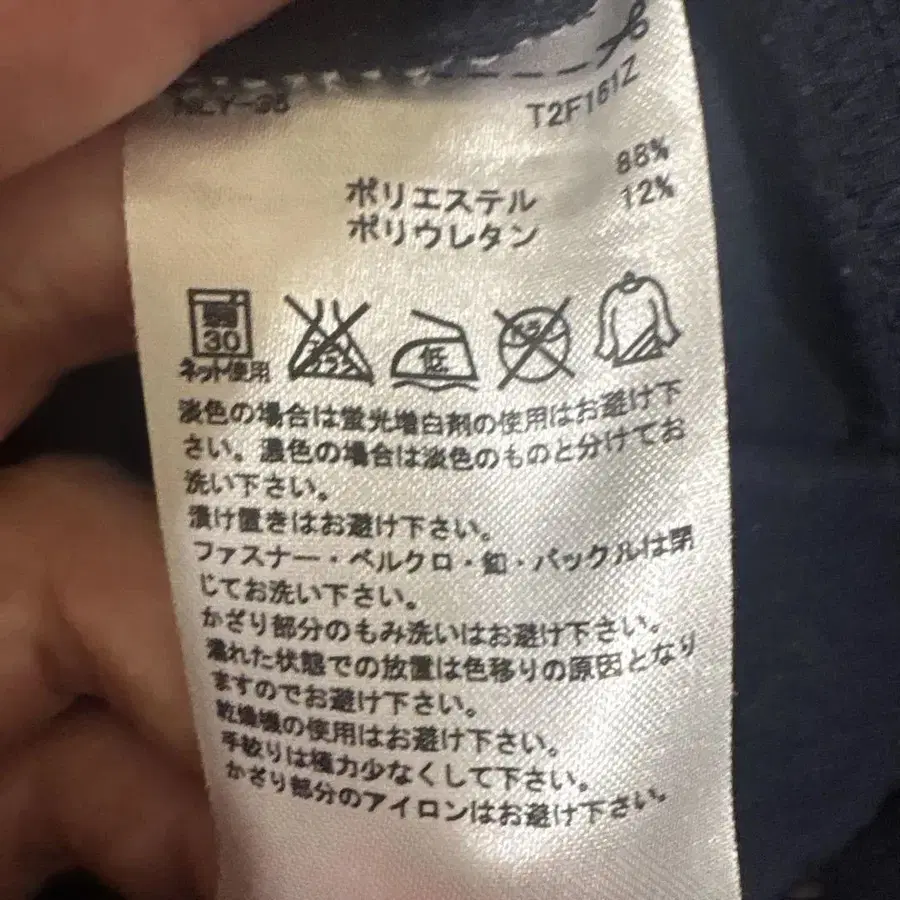 T2F161Z
ポリエステル 88%
ポリウレタン 12%
弱
30
ネット使用
低
淡色の場合は蛍光増白剤の使用はお避け下
さい。濃色の場合は淡色のものと分けてお
洗い下さい。
漬け置きはお避け下さい。
ファスナー・ベルクロ・釦・バックルは閉
じてお洗い下さい。
かざり部分のもみ洗いはお避け下さい。
濡れた状態での放置は色移りの原因となり
ますのでお避け下さい。
乾燥機の使用はお避け下さい。
手絞りは極力少なくして下さい。
かざり部分のアイロンはお避け下さい。